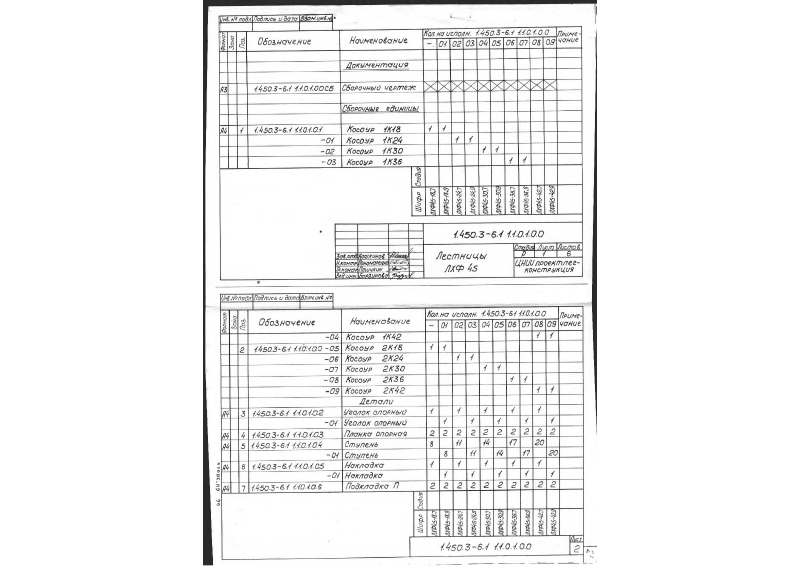 Инв.№ подл. Подпись и дата Взам.инв.№
Формат Зона Поз. Обозначение Наименование Кол. на исполн. 1.450.3-6.1 1.1.0.1.0.0 Приме-чание
– 01 02 03 04 05 06 07 08 09
Документация
А3 1.450.3-6.1 1.1.0.1.00СБ Сборочный чертеж
Сборочные единицы
А4 1 1.450.3-6.1 1.1.0.1.0.1 Косоур 1К18 1 1
-01 Косоур 1К24 1 1
-02 Косоур 1К30 1 1
-03 Косоур 1К36 1 1
Шифр Стадия
1.450.3-6.1 1.1.0.1.0.0
Лестницы
ЛХФ 45
Стадия Лист Листов
Р 1 6
ЦНИИпроектлег-
конструкция
Инв.№ подл. Подпись и дата Взам.инв.№
Формат Зона Поз. Обозначение Наименование Кол. на исполн. 1.450.3-6.1 1.1.0.1.0.0 Приме-чание
– 01 02 03 04 05 06 07 08 09
-04 Косоур 1К42 1 1
2 1.450.3-6.1 1.1.0.1.0.0 -05 Косоур 2К18 1 1
-06 Косоур 2К24 1 1
-07 Косоур 2К30 1 1
-08 Косоур 2К36 1 1
-09 Косоур 2К42 1 1
Детали
А4 3 1.450.3-6.1 1.1.0.1.0.2 Уголок опорный 1 1 1 1 1
-01 Уголок опорный 1 1 1 1 1
А4 4 1.450.3-6.1 1.1.0.1.0.3 Планка опорная 2 2 2 2 2 2 2 2 2 2
А4 5 1.450.3-6.1 1.1.0.1.0.4 Ступень 8 11 14 17 20
-01 Ступень 8 11 14 17 20
А4 6 1.450.3-6.1 1.1.0.1.0.5 Накладка 1 1 1 1 1
-01 Накладка 1 1 1 1 1
А4 7 1.450.3-6.1 1.1.0.1.0.6 Подкладка П 2 2 2 2 2 2 2 2 2 2
Шифр Стадия
1.450.3-6.1 1.1.0.1.0.0
Лист
2